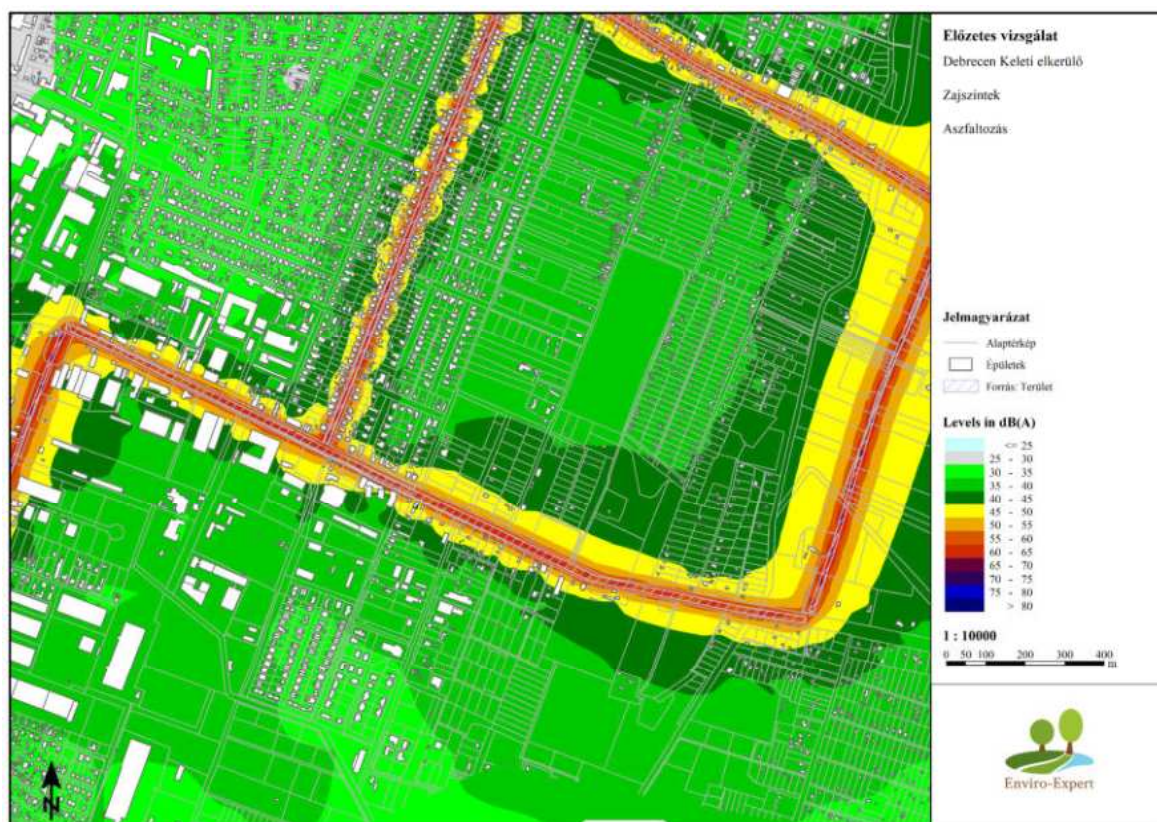 Előzetes vizsgálat
Debrecen Keleti elkerülő
Zajszintek
Aszfaltozás
Jelmagyarázat
Alaptérkép
Épületek
Forrás: Terület
Levels in dB(A)
<= 25
25 - 30
30 - 35
35 - 40
40 - 45
45 - 50
50 - 55
55 - 60
60 - 65
65 - 70
70 - 75
75 - 80
> 80
1 : 10000
0 50 100 200 300 400
m
Enviro-Expert
N